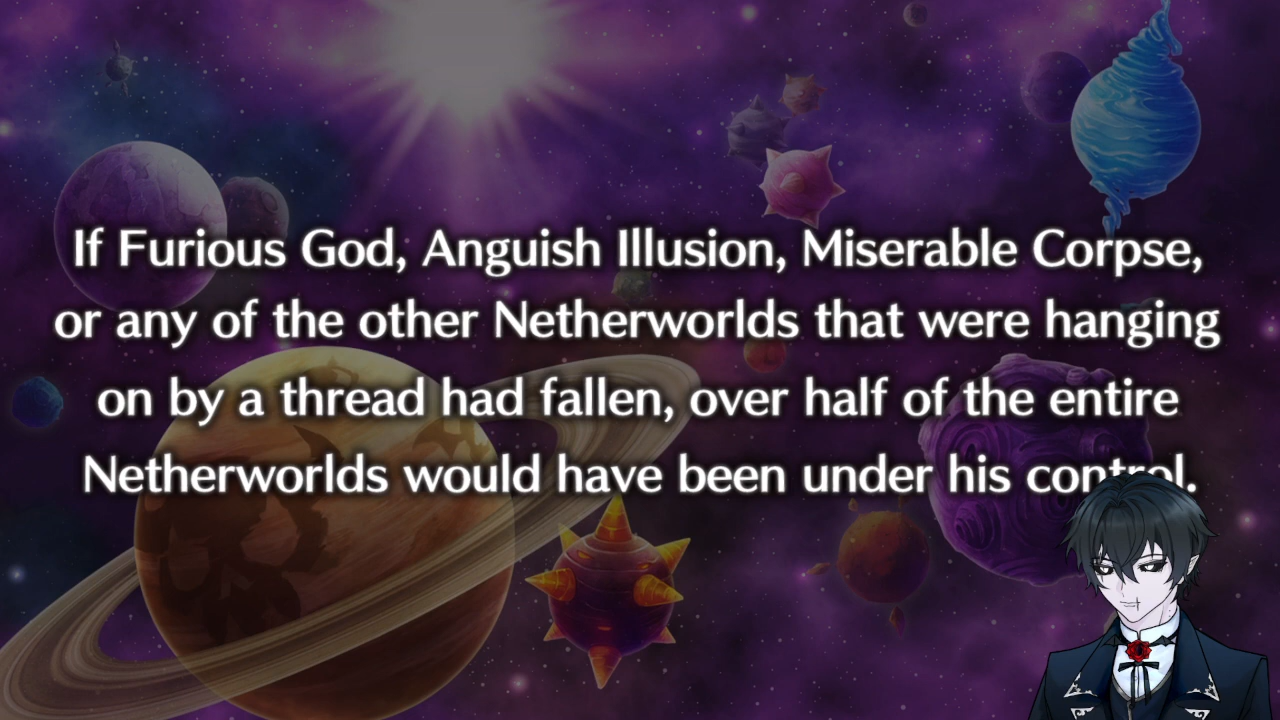 If Furious God, Anguish Illusion, Miserable Corpse,
or any of the other Netherworlds that were hanging
on by a thread had fallen, over half of the entire
Netherworlds would have been under his control.